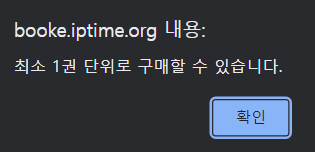 booke.iptime.org 내용:
최소 1권 단위로 구매할 수 있습니다.
확인